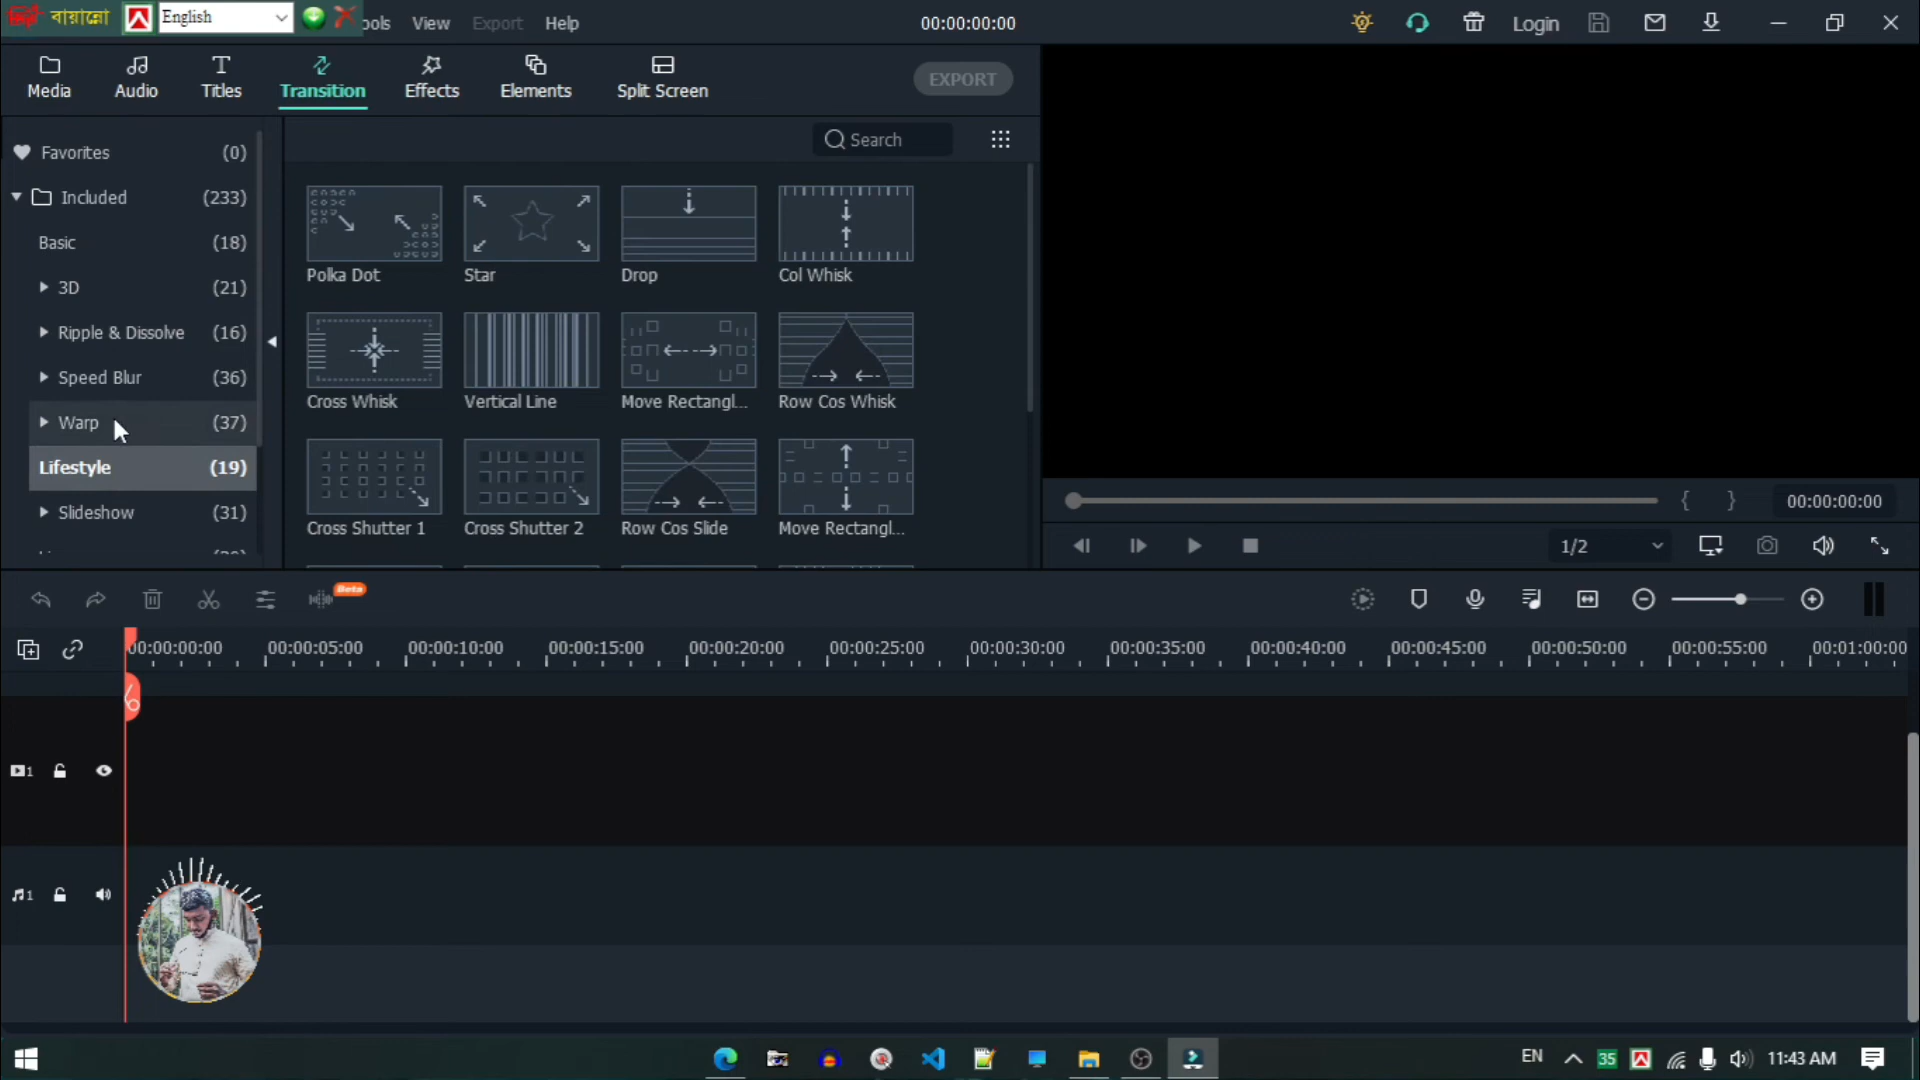 বায়ান্নো
English
ools View Export Help
00:00:00:00
Login
Media
Audio
Titles
Transition
Effects
Elements
Split Screen
EXPORT
Search
Favorites (0)
Included (233)
Basic (18)
3D (21)
Ripple & Dissolve (16)
Speed Blur (36)
Warp (37)
Lifestyle (19)
Slideshow (31)
Polka Dot
Star
Drop
Col Whisk
Cross Whisk
Vertical Line
Move Rectangl...
Row Cos Whisk
Cross Shutter 1
Cross Shutter 2
Row Cos Slide
Move Rectangl...
{ }
00:00:00:00
1/2
Beta
00:00:00:00 00:00:05:00 00:00:10:00 00:00:15:00 00:00:20:00 00:00:25:00 00:00:30:00 00:00:35:00 00:00:40:00 00:00:45:00 00:00:50:00 00:00:55:00 00:01:00:00
1
1
EN
35
11:43 AM